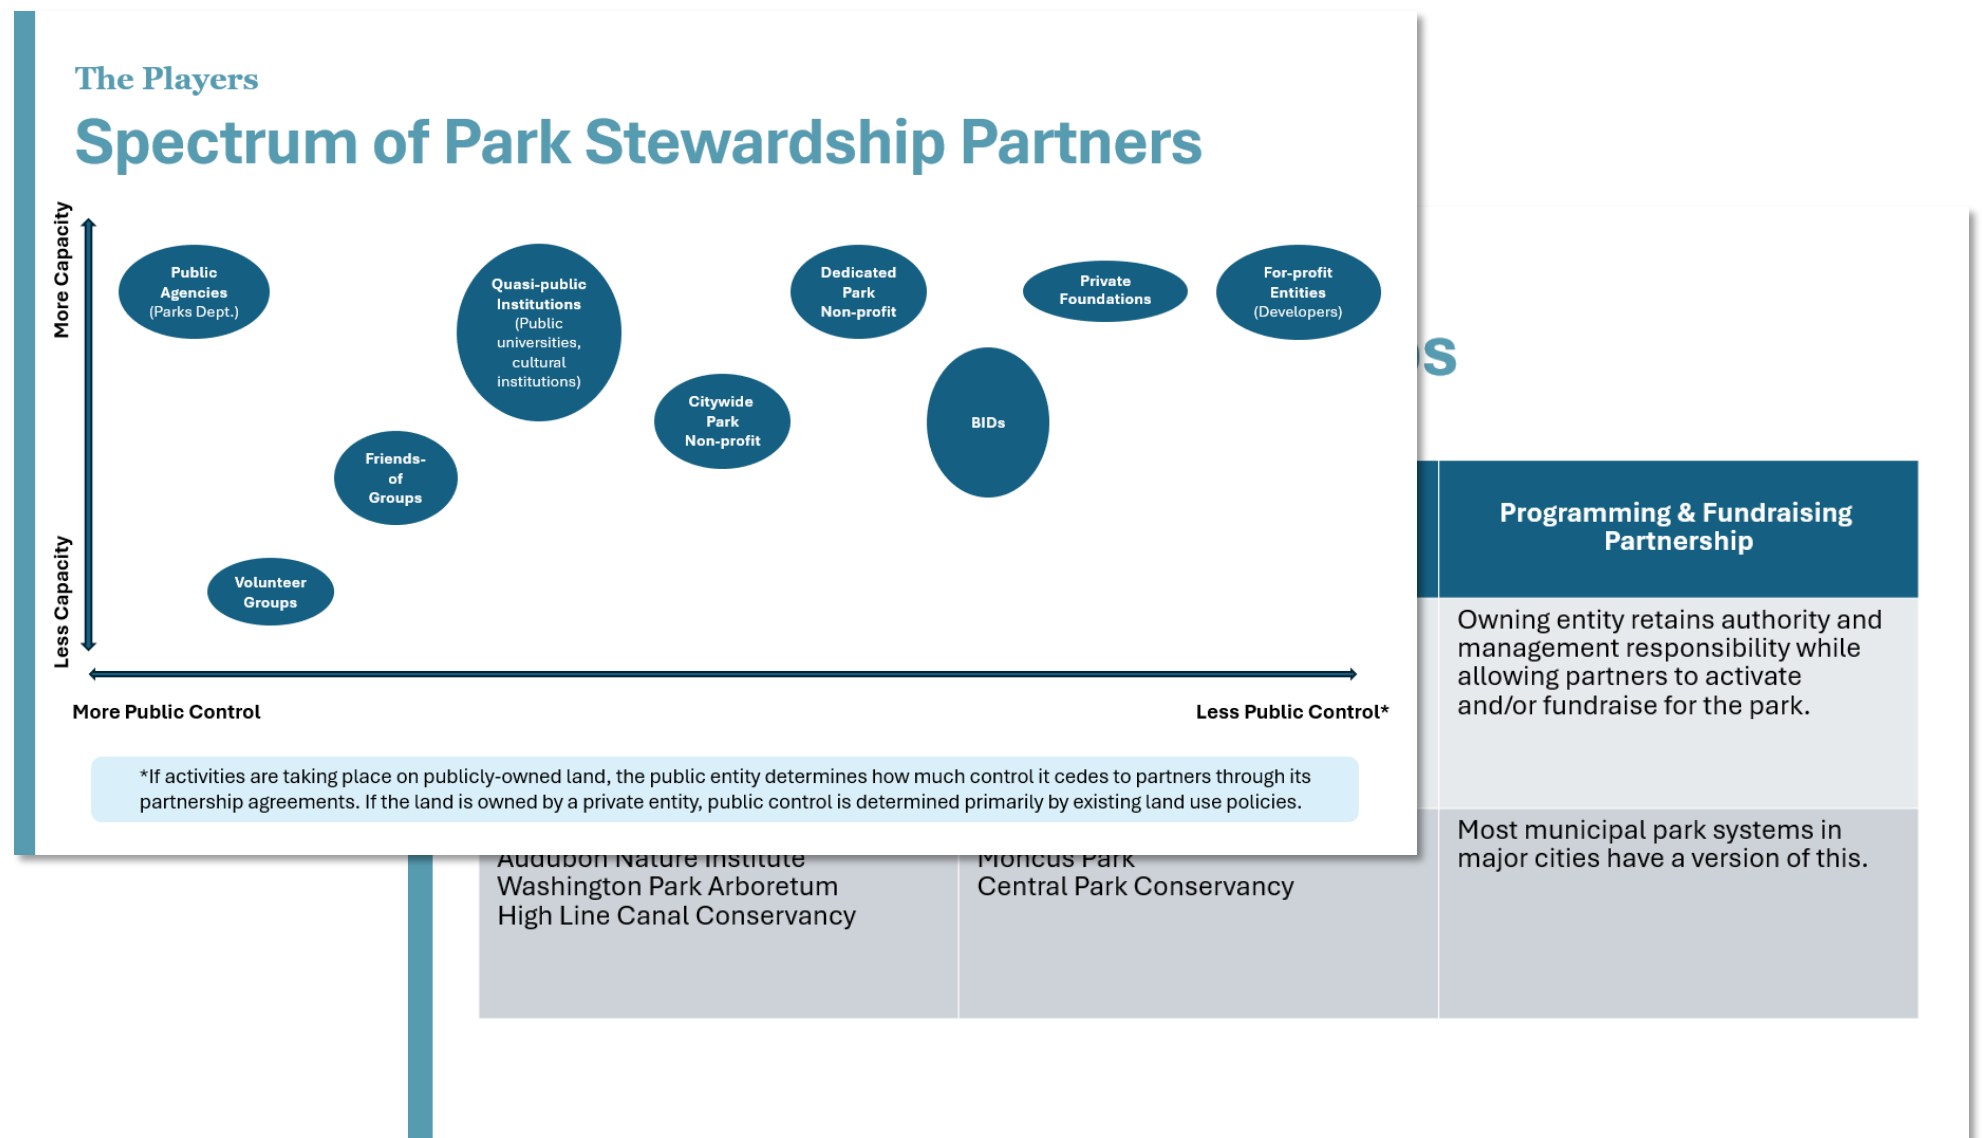 The Players
Spectrum of Park Stewardship Partners
More Capacity
Less Capacity
Public
Agencies
(Parks Dept.)
Volunteer
Groups
Friends-
of
Groups
Quasi-public
Institutions
(Public
universities,
cultural
institutions)
Citywide
Park
Non-profit
Dedicated
Park
Non-profit
BIDs
Private
Foundations
For-profit
Entities
(Developers)
More Public Control
Less Public Control*
*If activities are taking place on publicly-owned land, the public entity determines how much control it cedes to partners through its
partnership agreements. If the land is owned by a private entity, public control is determined primarily by existing land use policies.
Programming & Fundraising
Partnership
Owning entity retains authority and
management responsibility while
allowing partners to activate
and/or fundraise for the park.
Audubon Nature Institute
Washington Park Arboretum
High Line Canal Conservancy
Moncus Park
Central Park Conservancy
Most municipal park systems in
major cities have a version of this.